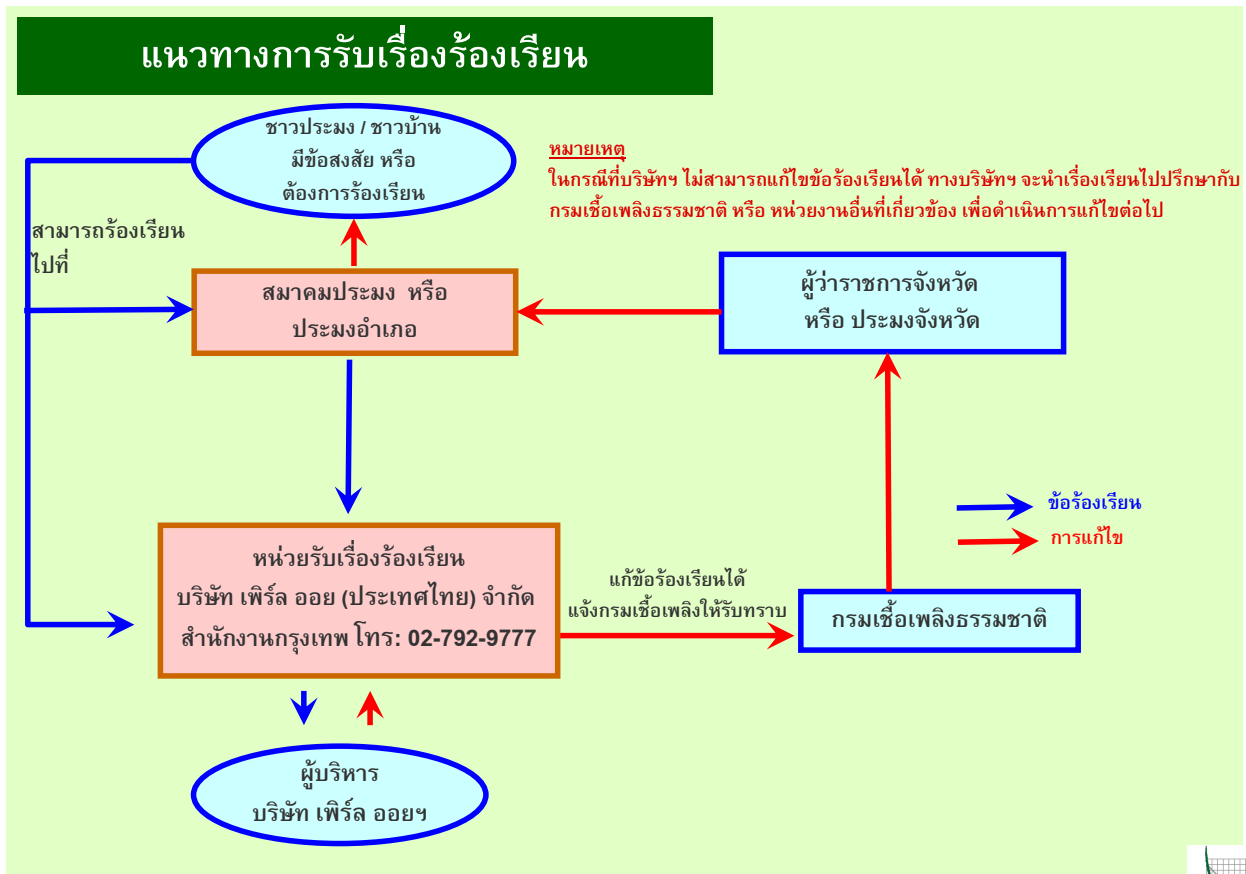 แนวทางการรับเรื่องร้องเรียน
ชาวประมง / ชาวบ้าน
มีข้อสงสัย หรือ
ต้องการร้องเรียน
หมายเหตุ
ในกรณีที่บริษัทฯ ไม่สามารถแก้ไขข้อร้องเรียนได้ ทางบริษัทฯ จะนำเรื่องเรียนไปปรึกษากับ
กรมเชื้อเพลิงธรรมชาติ หรือ หน่วยงานอื่นที่เกี่ยวข้อง เพื่อดำเนินการแก้ไขต่อไป
สามารถร้องเรียน
ไปที่
สมาคมประมง หรือ
ประมงอำเภอ
ผู้ว่าราชการจังหวัด
หรือ ประมงจังหวัด
ข้อร้องเรียน
การแก้ไข
หน่วยรับเรื่องร้องเรียน
บริษัท เพิร์ล ออย (ประเทศไทย) จำกัด
สำนักงานกรุงเทพ โทร: 02-792-9777
แก้ข้อร้องเรียนได้
แจ้งกรมเชื้อเพลิงให้รับทราบ
กรมเชื้อเพลิงธรรมชาติ
ผู้บริหาร
บริษัท เพิร์ล ออยฯ